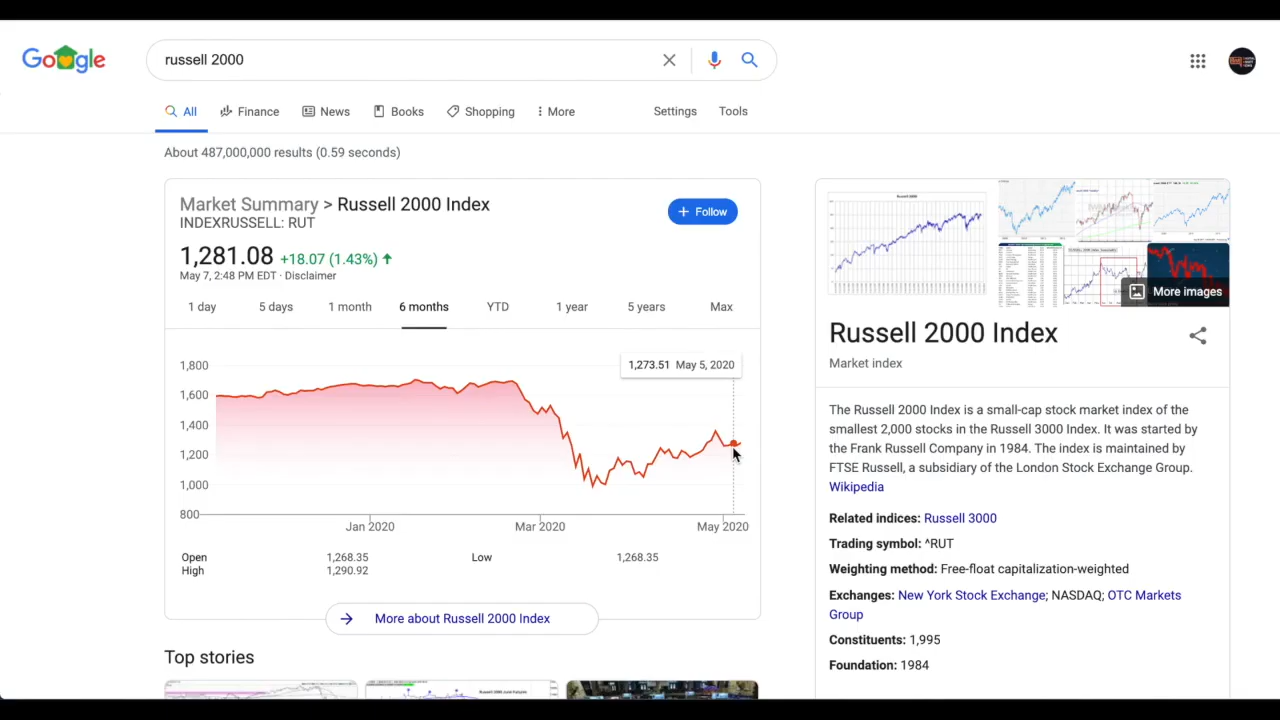 Google
russell 2000
All
Finance
News
Books
Shopping
More
Settings
Tools
About 487,000,000 results (0.59 seconds)
Market Summary > Russell 2000 Index
INDEXRUSSELL: RUT
Follow
1,281.08 +18.07 (1.43%)
May 7, 2:48 PM EDT · Disclaimer
1 day
5 days
1 month
6 months
YTD
1 year
5 years
Max
1,273.51 May 5, 2020
1,800
1,600
1,400
1,200
1,000
800
Jan 2020
Mar 2020
May 2020
Open 1,268.35
High 1,290.92
Low 1,268.35
More about Russell 2000 Index
Top stories
More images
Russell 2000 Index
Market index
The Russell 2000 Index is a small-cap stock market index of the
smallest 2,000 stocks in the Russell 3000 Index. It was started by
the Frank Russell Company in 1984. The index is maintained by
FTSE Russell, a subsidiary of the London Stock Exchange Group.
Wikipedia
Related indices: Russell 3000
Trading symbol: ^RUT
Weighting method: Free-float capitalization-weighted
Exchanges: New York Stock Exchange; NASDAQ; OTC Markets
Group
Constituents: 1,995
Foundation: 1984